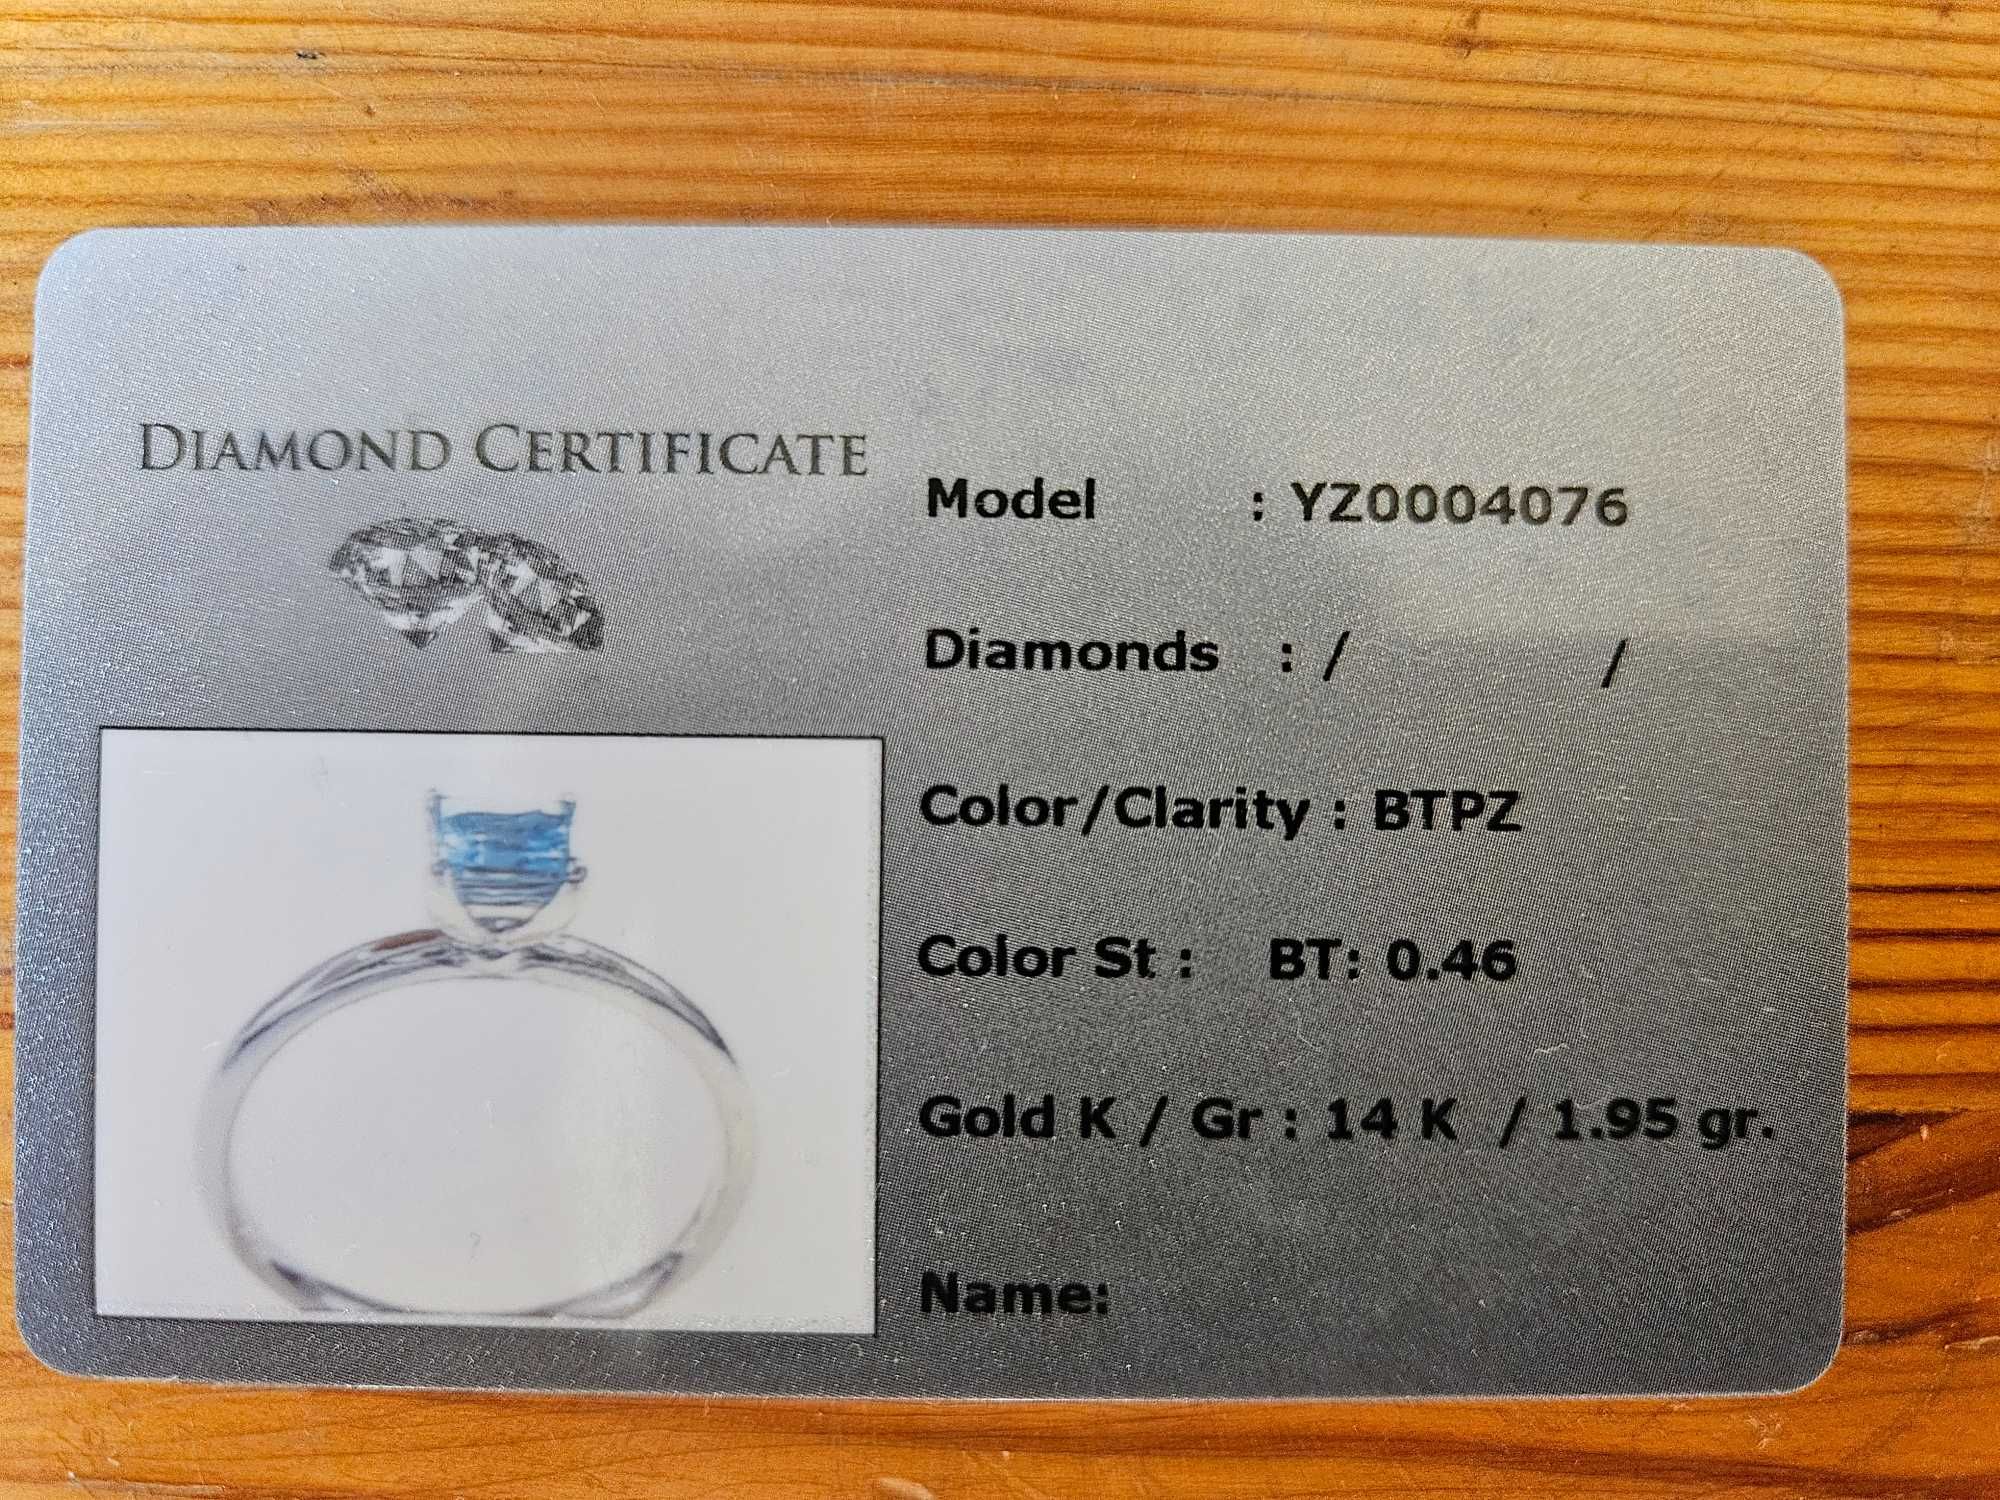 DIAMOND CERTIFICATE
Model : YZ0004076
Diamonds : / /
Color/Clarity : BTPZ
Color St : BT: 0.46
Gold K / Gr : 14 K / 1.95 gr.
Name: